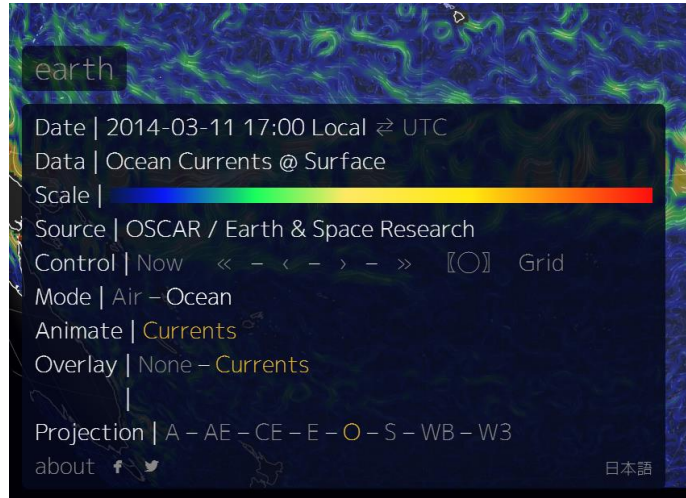 earth
Date | 2014-03-11 17:00 Local ⇄ UTC
Data | Ocean Currents @ Surface
Scale |
Source | OSCAR / Earth & Space Research
Control | Now « – ‹ – › – » 〖〇〗 Grid
Mode | Air – Ocean
Animate | Currents
Overlay | None – Currents
|
Projection | A – AE – CE – E – O – S – WB – W3
about 日本語